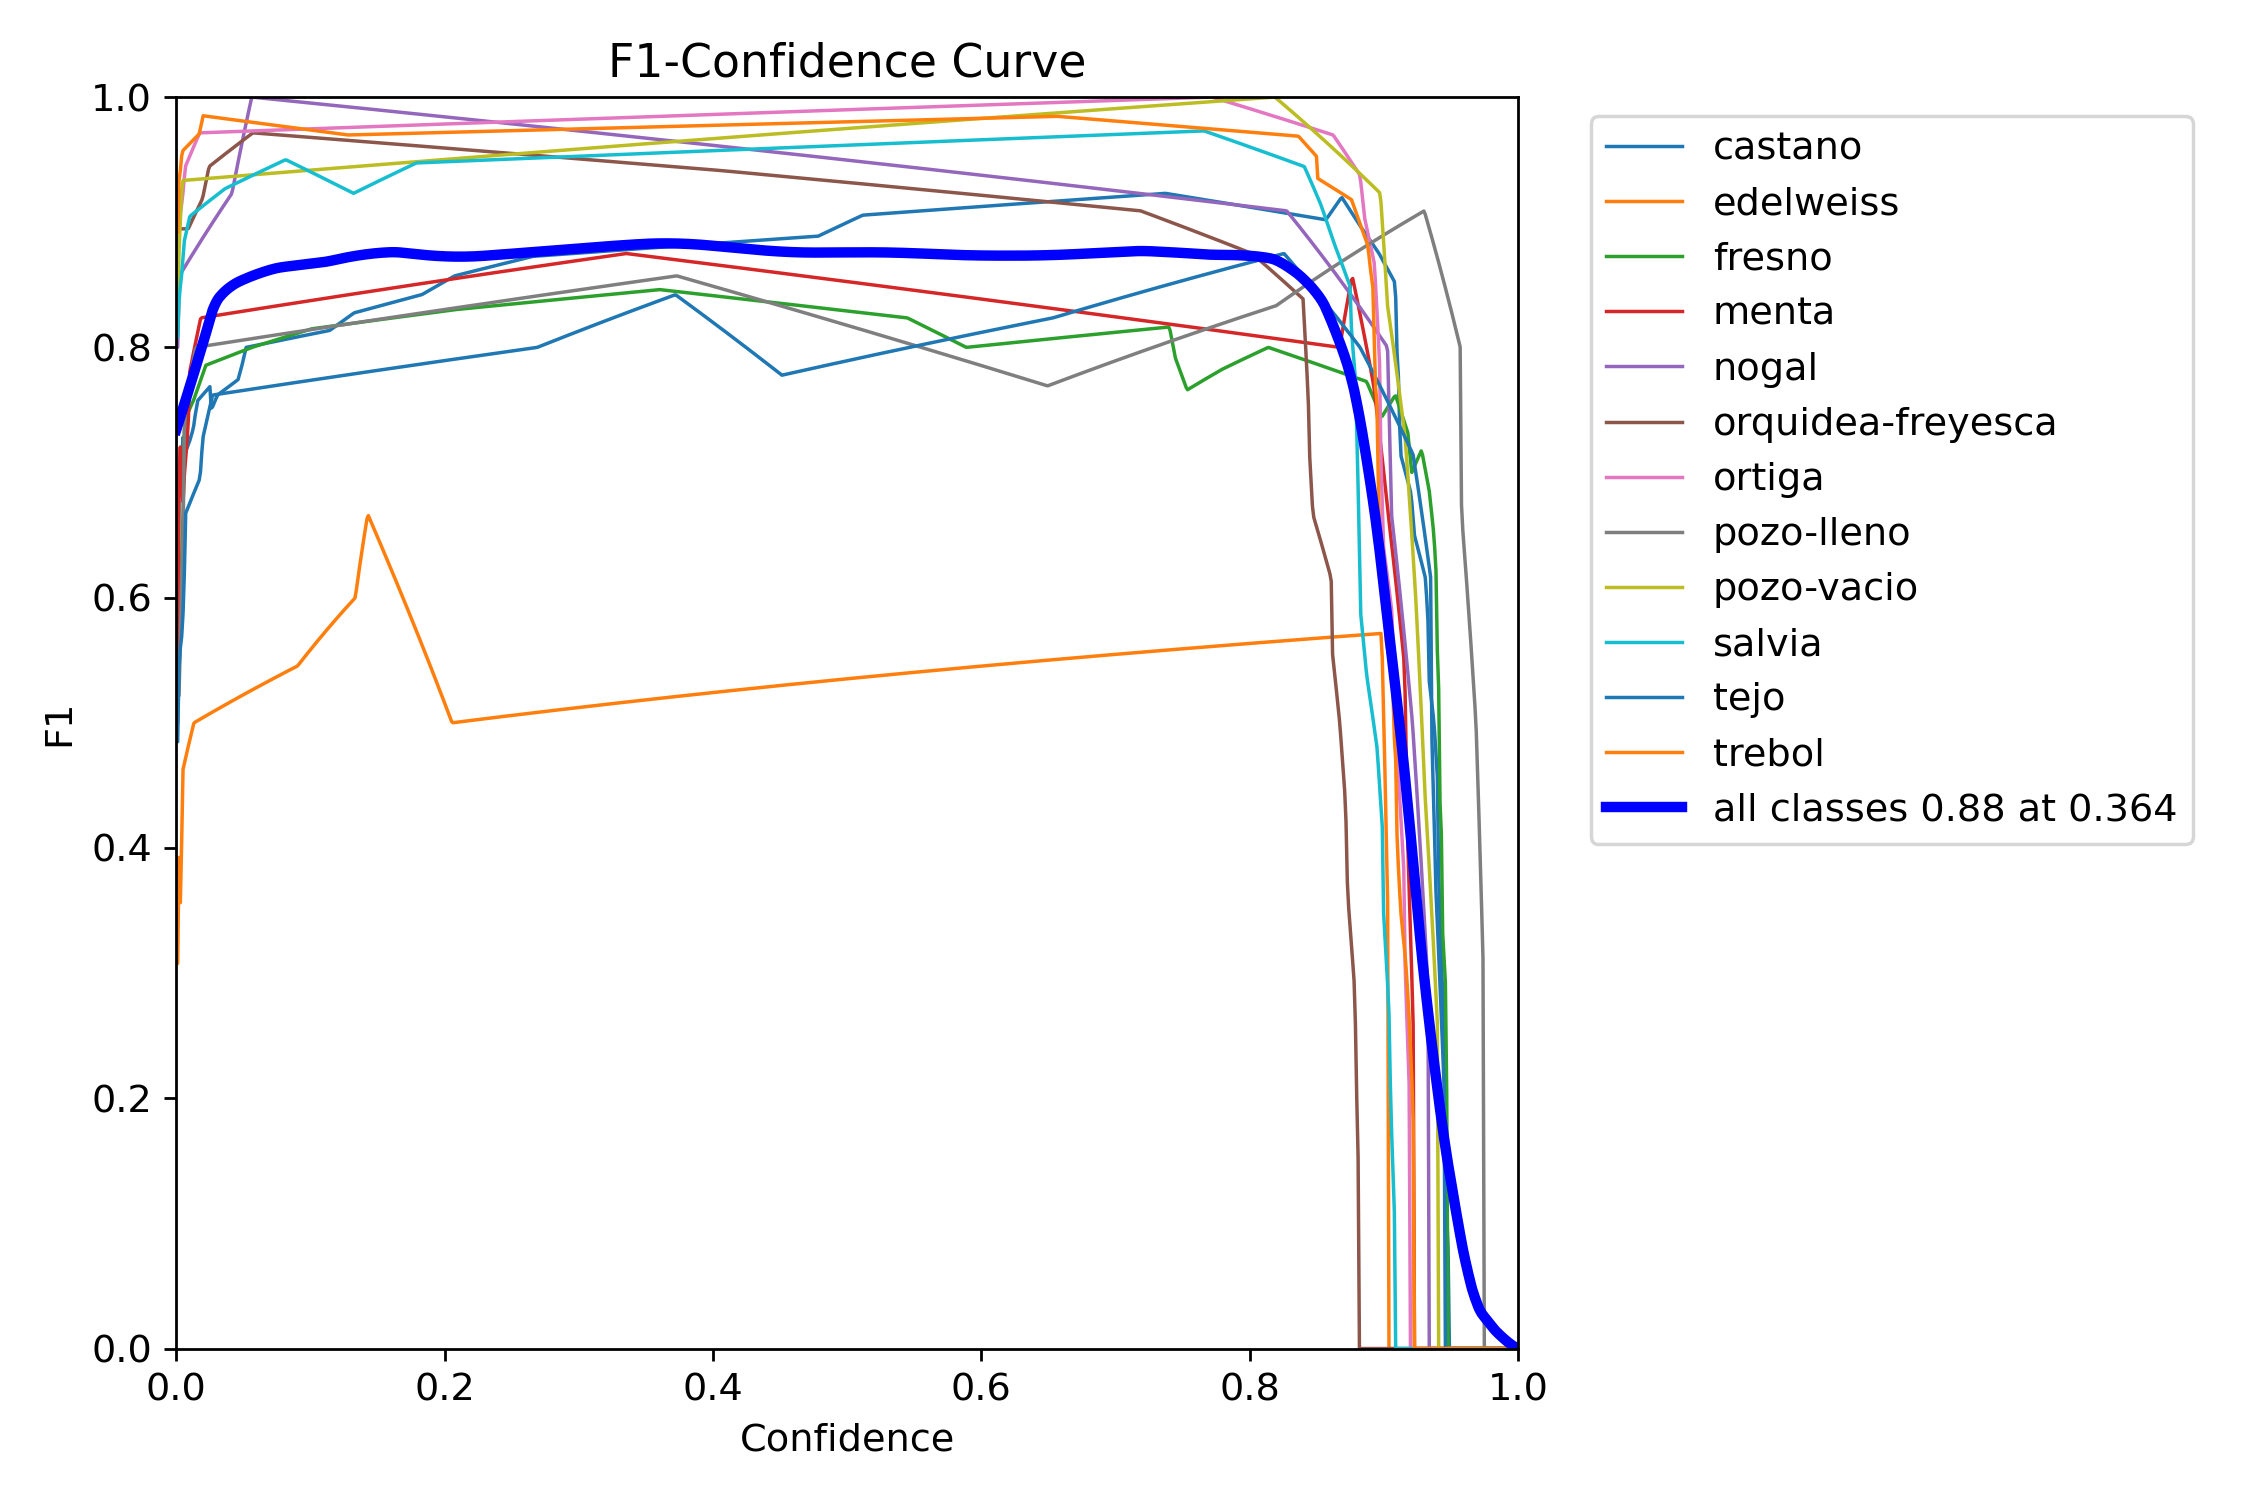 F1-Confidence Curve
1.0
0.8
0.6
0.4
0.2
0.0
F1
0.0 0.2 0.4 0.6 0.8 1.0
Confidence
castano
edelweiss
fresno
menta
nogal
orquidea-freyesca
ortiga
pozo-lleno
pozo-vacio
salvia
tejo
trebol
all classes 0.88 at 0.364